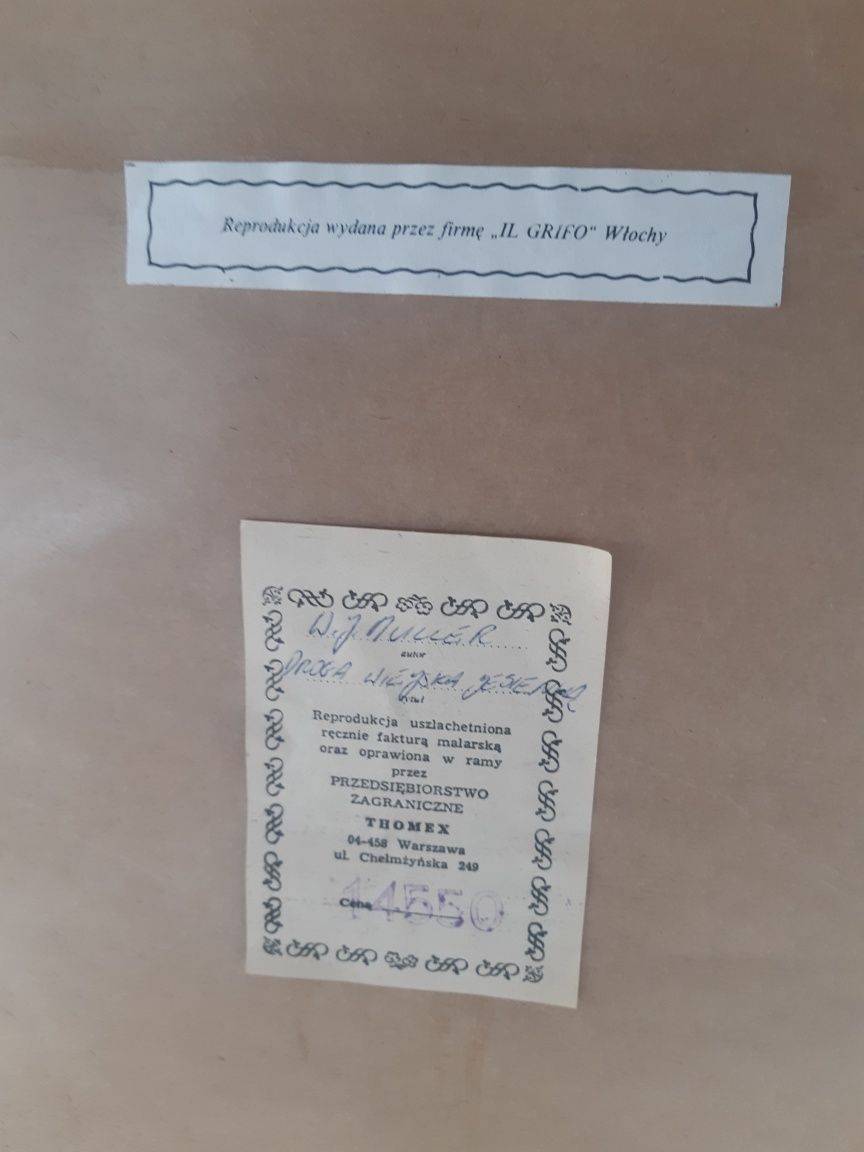 Reprodukcja wydana przez firmę „IL GRIFO“ Włochy
W. J. MULLER
autor
DROGA WIEJSKA JESIENIĄ
tytuł
Reprodukcja uszlachetniona
ręcznie fakturą malarską
oraz oprawiona w ramy
przez
PRZEDSIĘBIORSTWO
ZAGRANICZNE
THOMEX
04-458 Warszawa
ul. Chełmżyńska 249
Cena 14550